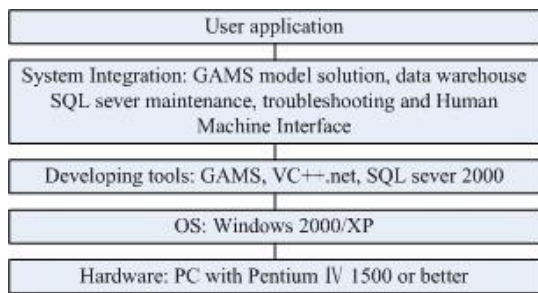 User application
System Integration: GAMS model solution, data warehouse
SQL sever maintenance, troubleshooting and Human
Machine Interface
Developing tools: GAMS, VC++.net, SQL sever 2000
OS: Windows 2000/XP
Hardware: PC with Pentium Ⅳ 1500 or better